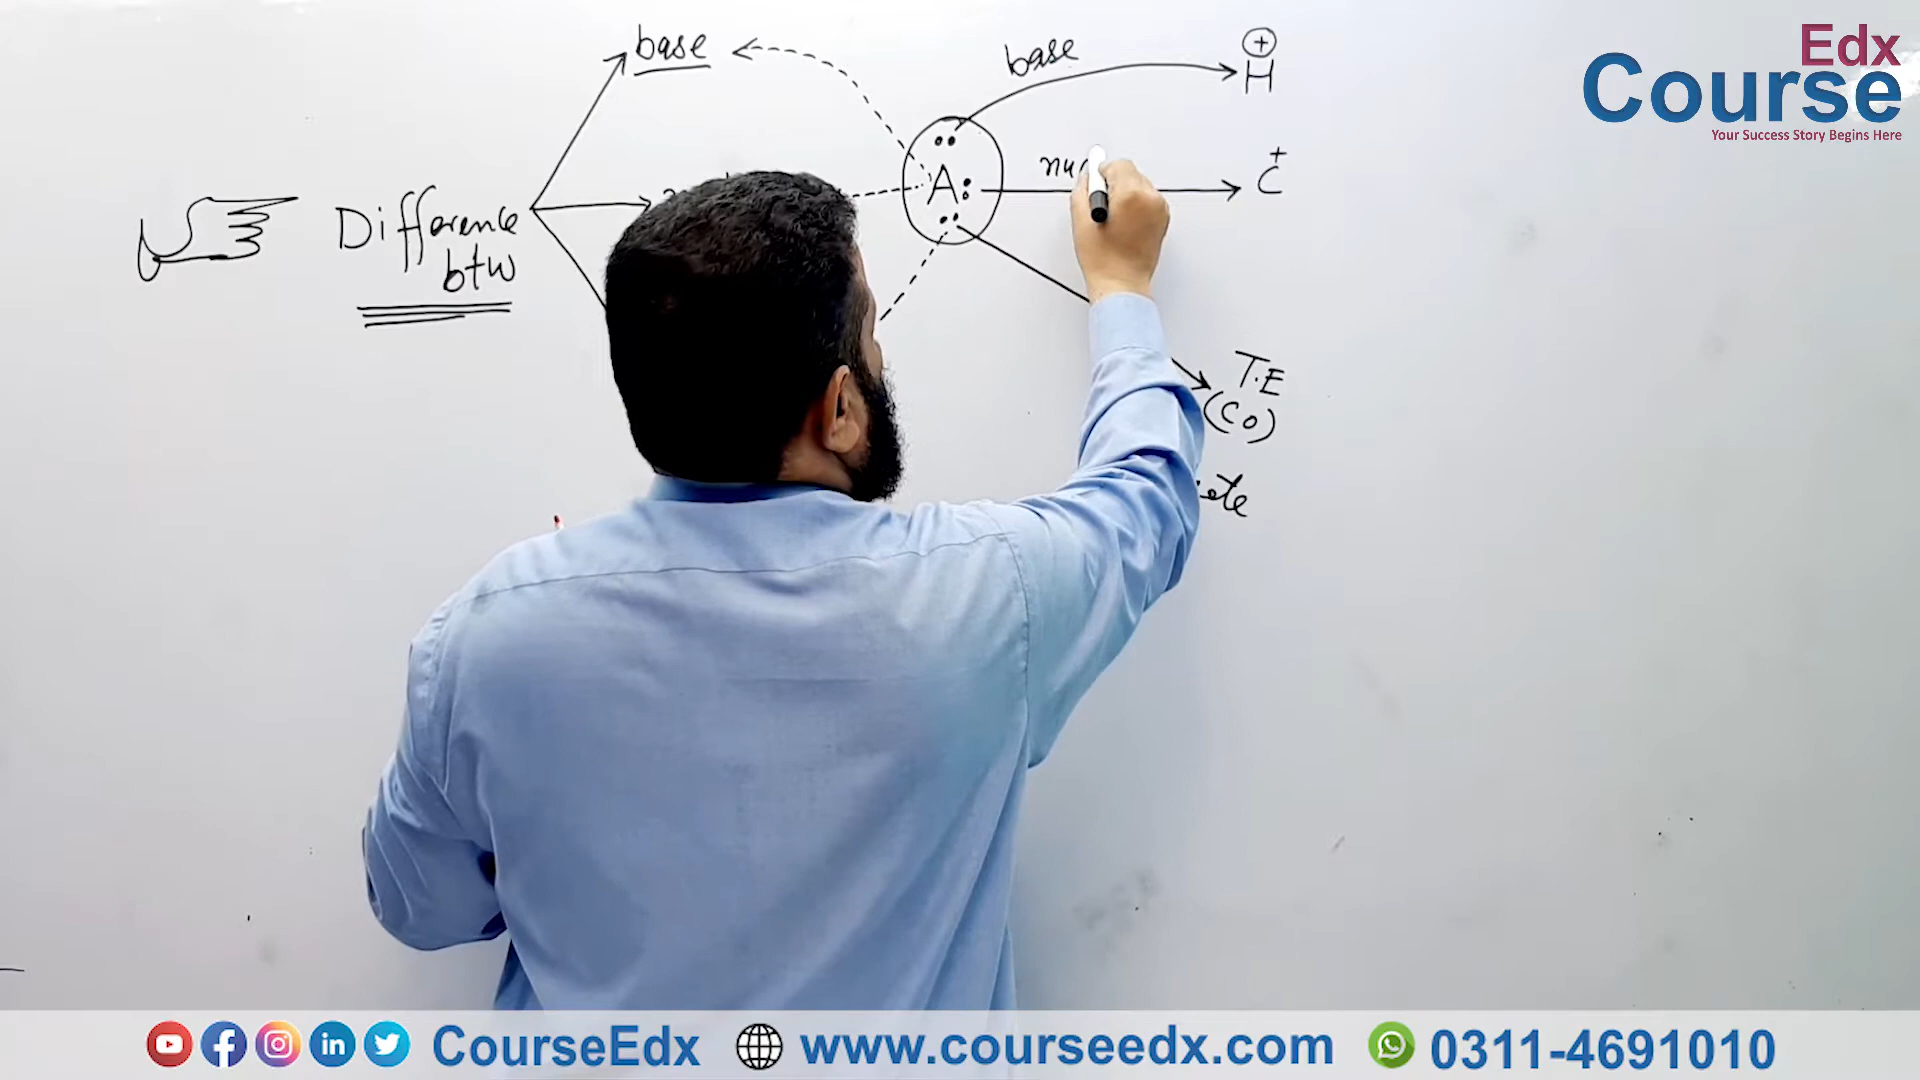 base
base
H
+
nu
+
C
A
Difference
btw
T.E
(Co)
Edx
Course
Your Success Story Begins Here
CourseEdx
www.courseedx.com
0311-4691010